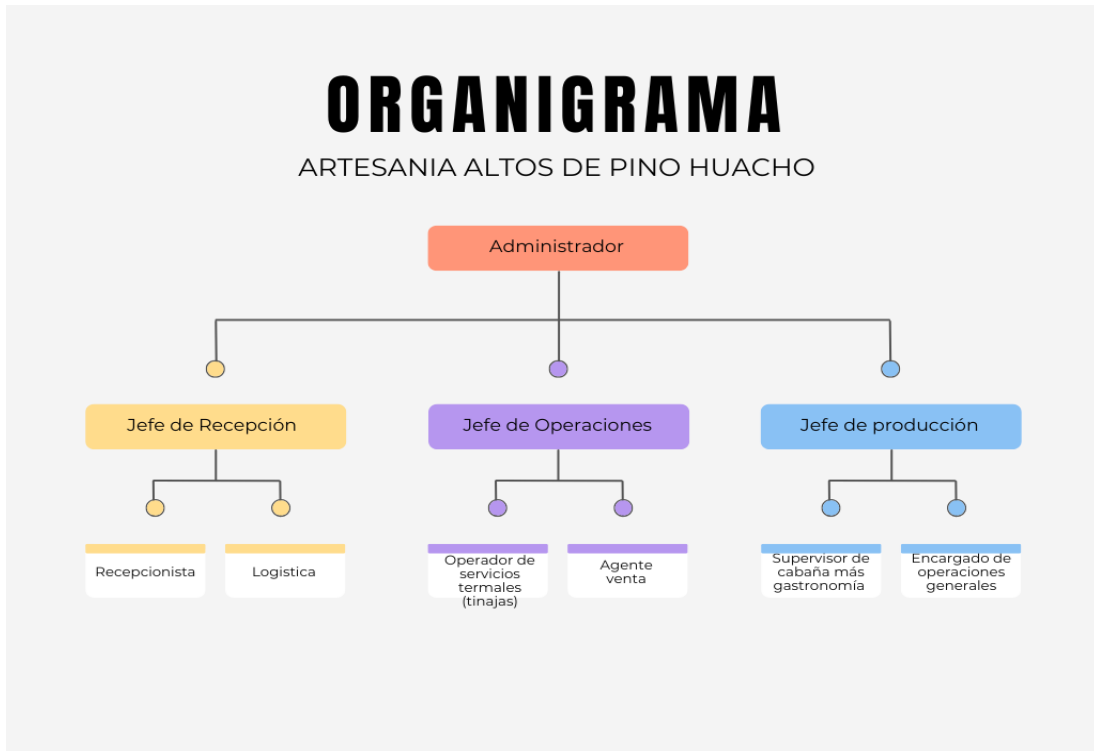 ORGANIGRAMA
ARTESANIA ALTOS DE PINO HUACHO
Administrador
Jefe de Recepción
Jefe de Operaciones
Jefe de producción
Recepcionista
Logistica
Operador de
servicios
termales
(tinajas)
Agente
venta
Supervisor de
cabaña más
gastronomía
Encargado de
operaciones
generales